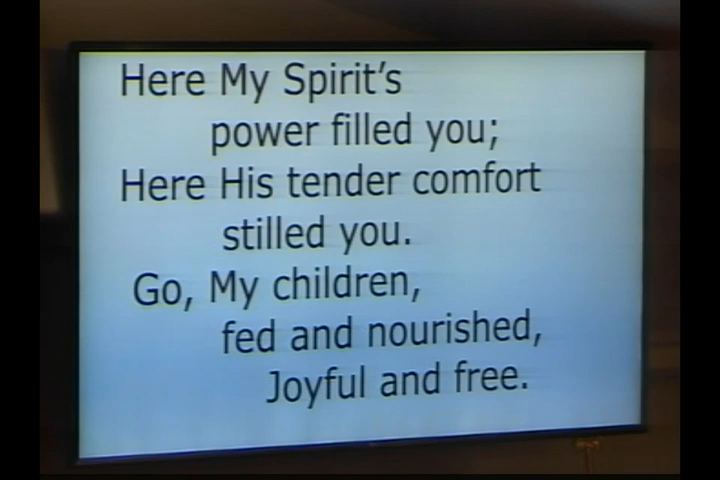 Here My Spirit's
power filled you;
Here His tender comfort
stilled you.
Go, My children,
fed and nourished,
Joyful and free.